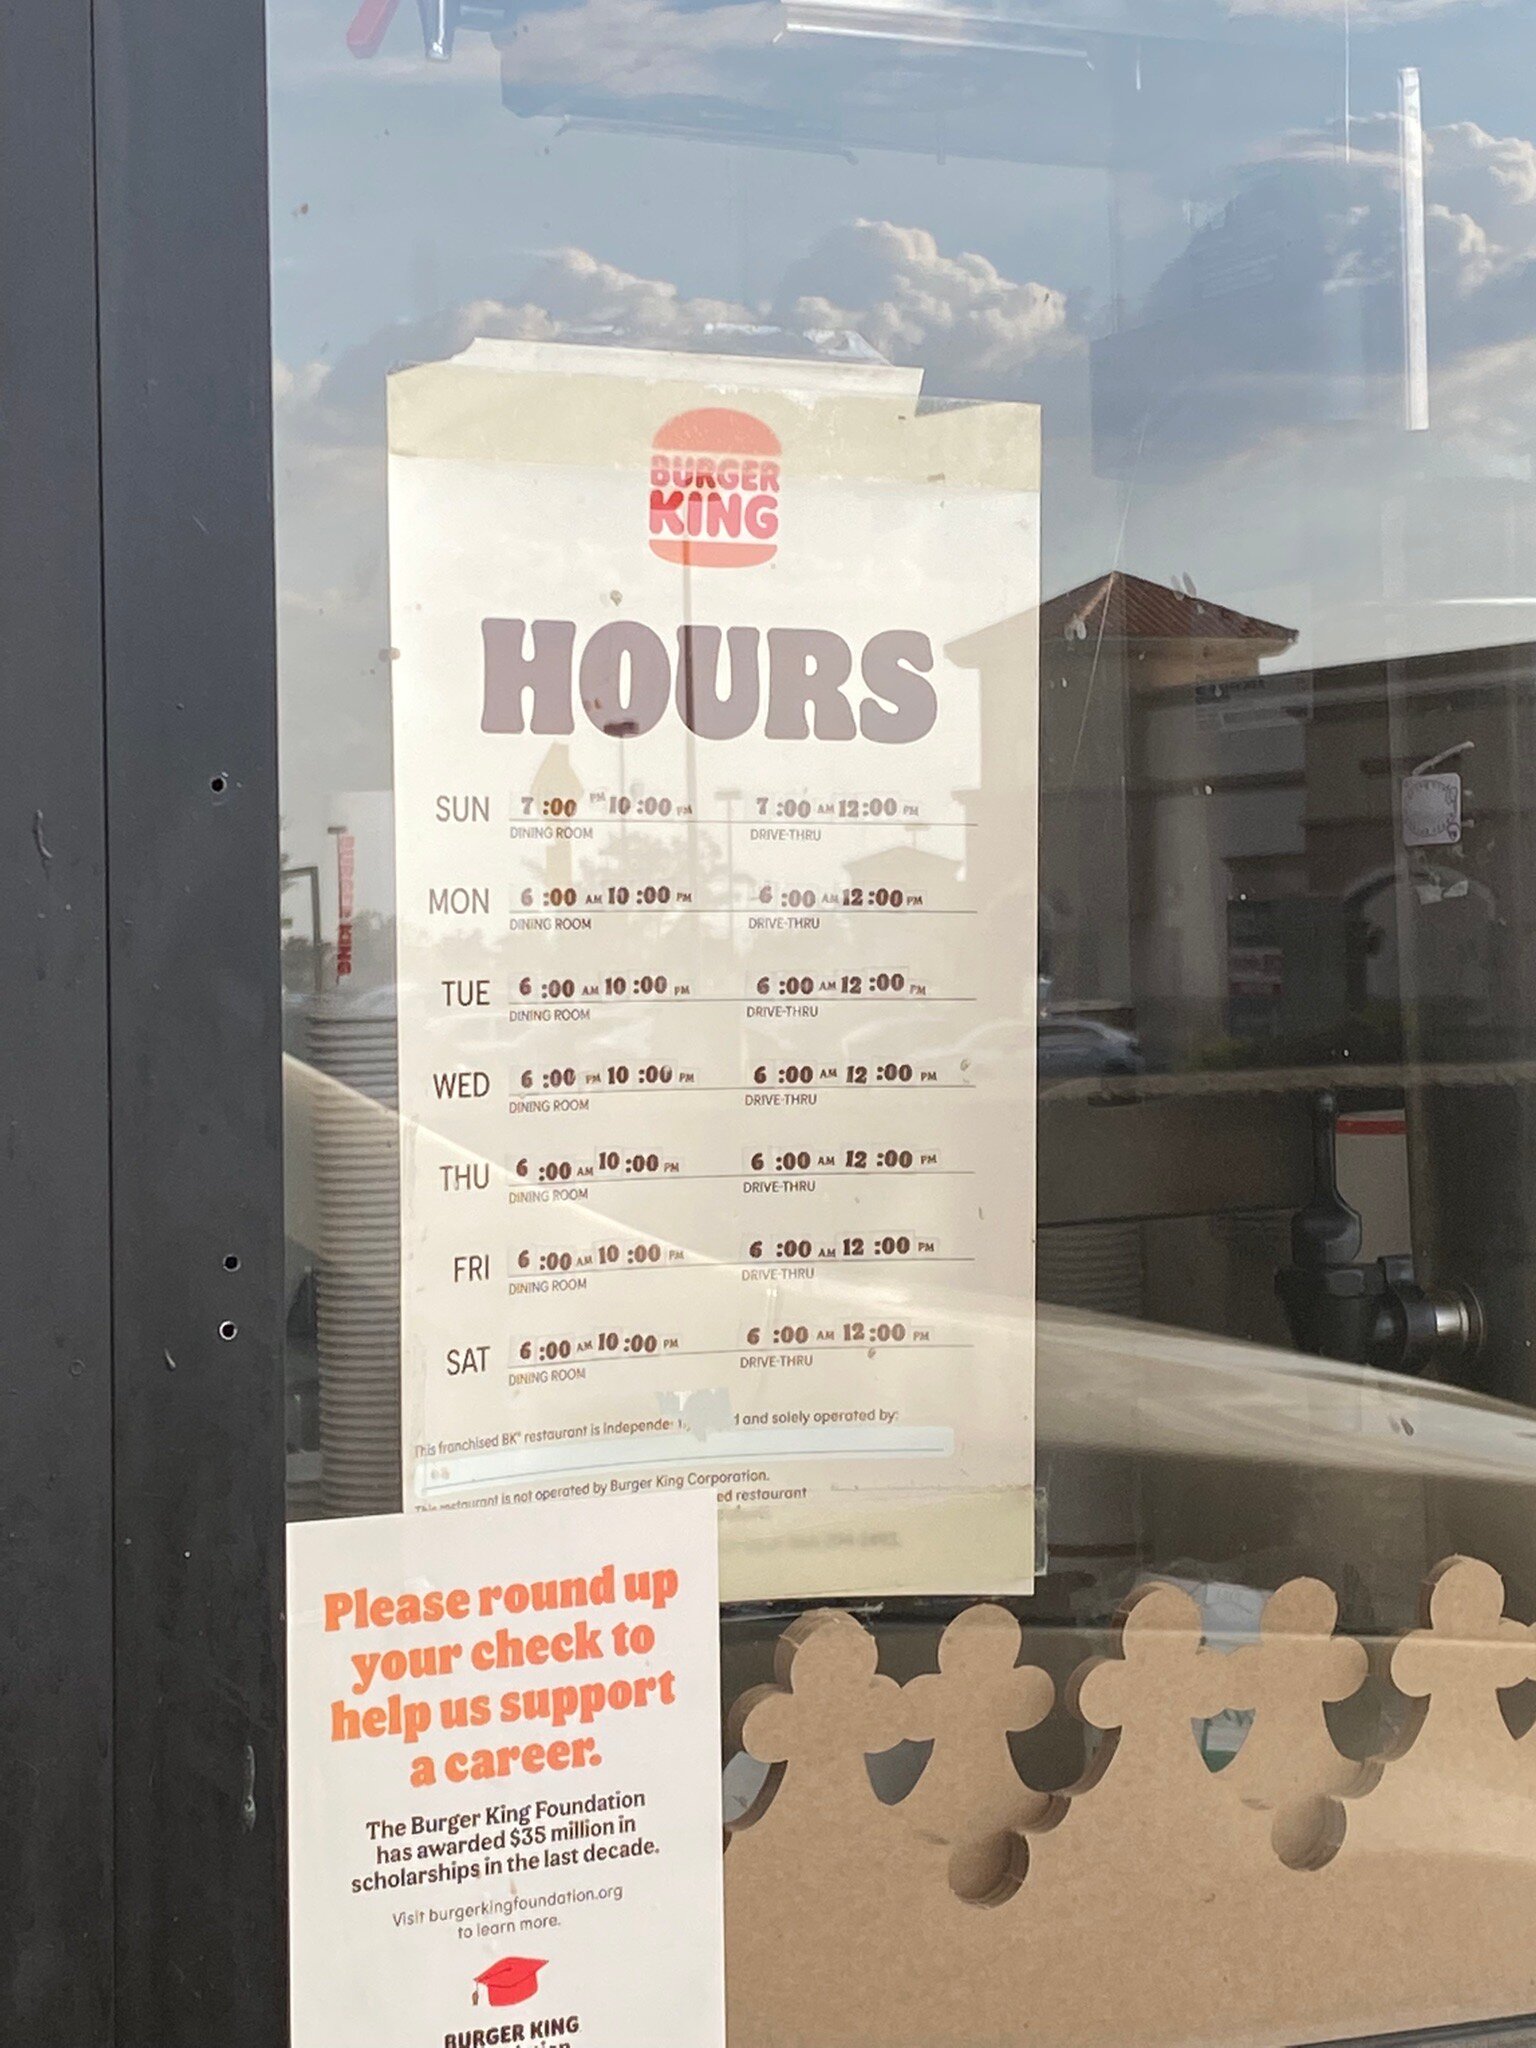 BURGER
KING
HOURS
SUN 7:00 PM 10:00 PM 7:00 AM 12:00 PM
DINING ROOM DRIVE-THRU
MON 6:00 AM 10:00 PM 6:00 AM 12:00 PM
DINING ROOM DRIVE-THRU
TUE 6:00 AM 10:00 PM 6:00 AM 12:00 PM
DINING ROOM DRIVE-THRU
WED 6:00 PM 10:00 PM 6:00 AM 12:00 PM
DINING ROOM DRIVE-THRU
THU 6:00 AM 10:00 PM 6:00 AM 12:00 PM
DINING ROOM DRIVE-THRU
FRI 6:00 AM 10:00 PM 6:00 AM 12:00 PM
DINING ROOM DRIVE-THRU
SAT 6:00 AM 10:00 PM 6:00 AM 12:00 PM
DINING ROOM DRIVE-THRU
This franchised BK® restaurant is and solely operated by:
This restaurant is not operated by Burger King Corporation.
restaurant
Please round up
your check to
help us support
a career.
The Burger King Foundation
has awarded $35 million in
scholarships in the last decade.
Visit burgerkingfoundation.org
to learn more.
BURGER KING